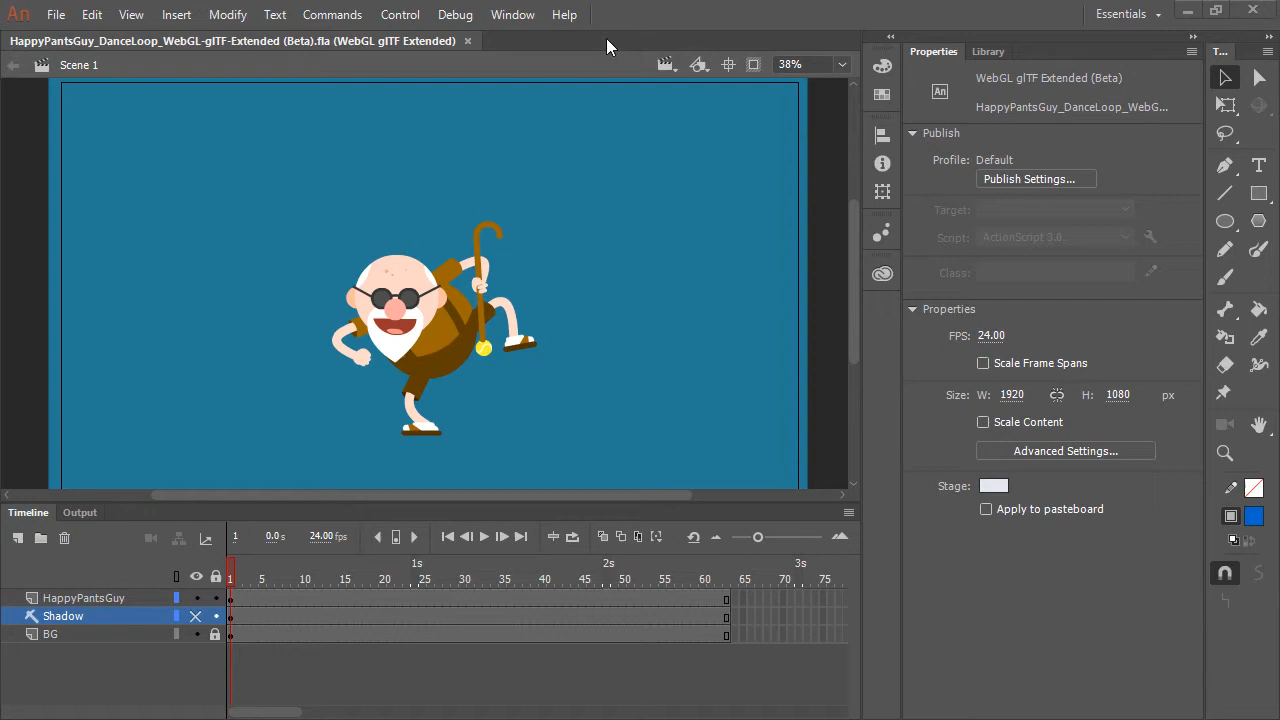 An File Edit View Insert Modify Text Commands Control Debug Window Help Essentials
HappyPantsGuy_DanceLoop_WebGL-glTF-Extended (Beta).fla (WebGL glTF Extended) ×
Scene 1 38%
Properties Library T...
WebGL glTF Extended (Beta)
An
HappyPantsGuy_DanceLoop_WebG...
Publish
Profile: Default
Publish Settings...
Target:
Script: ActionScript 3.0
Class:
Properties
FPS: 24.00
Scale Frame Spans
Size: W: 1920 H: 1080 px
Scale Content
Advanced Settings...
Stage:
Apply to pasteboard
Timeline Output
1 0.0 s 24.00 fps
1s 2s 3s
1 5 10 15 20 25 30 35 40 45 50 55 60 65 70 75
HappyPantsGuy
Shadow
BG